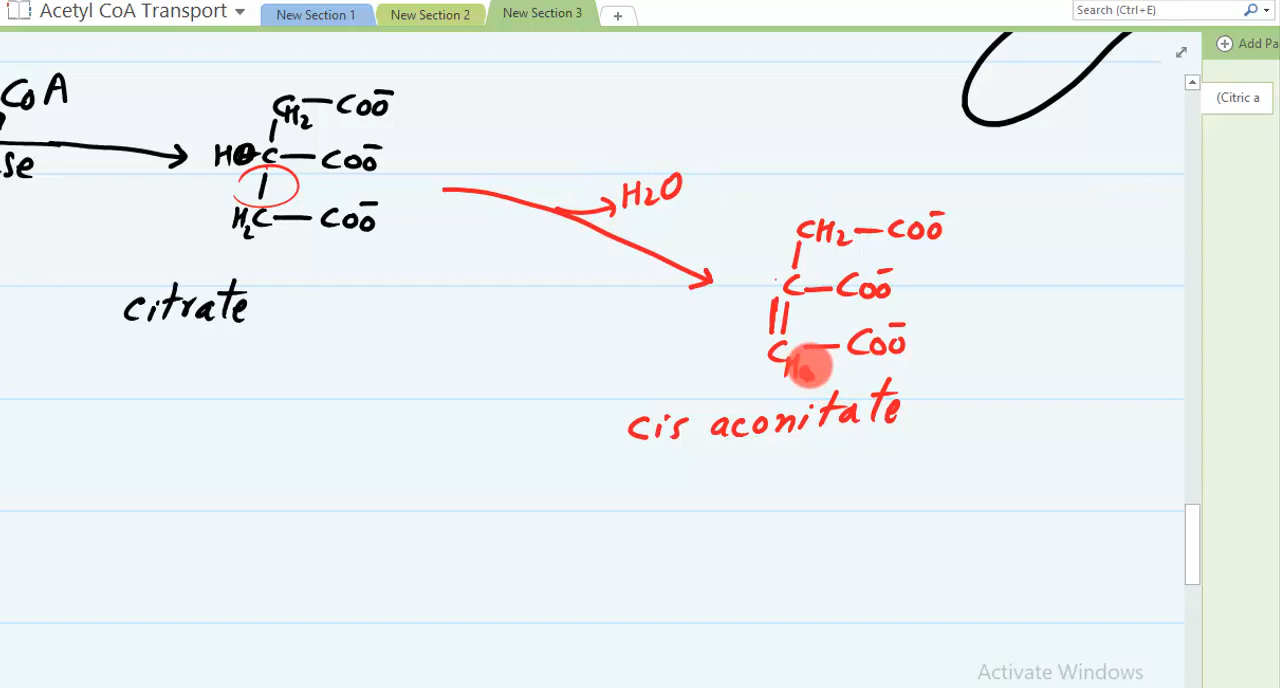 Acetyl CoA Transport
New Section 1
New Section 2
New Section 3
Search (Ctrl+E)
Add Pa
(Citric a
CoA
se
CH2—COO⁻
HO C—COO⁻
H2C—COO⁻
citrate
H2O
CH2—COO⁻
C—COO⁻
CH—COO⁻
cis aconitate
Activate Windows